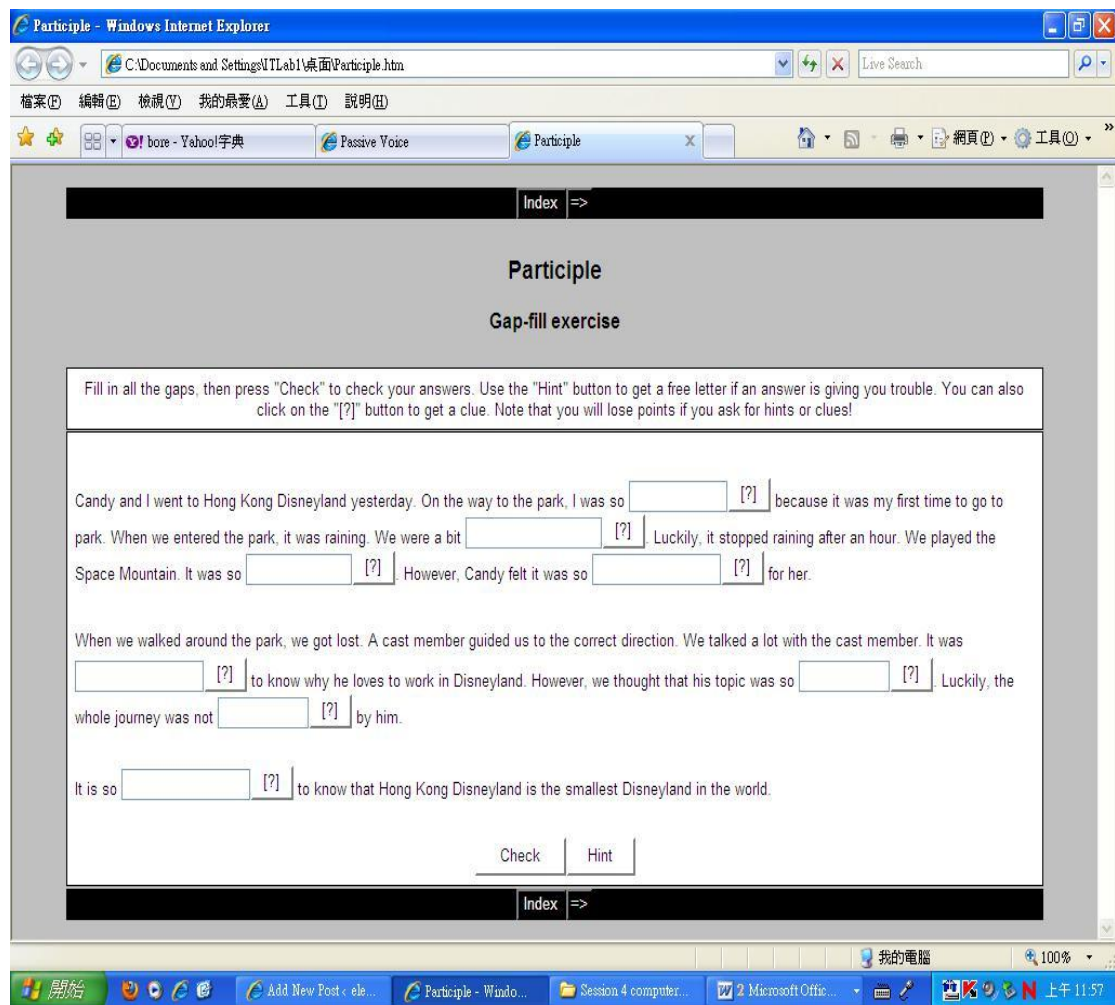 Participle - Windows Internet Explorer
C:\Documents and Settings\ITLab1\桌面\Participle.htm
Live Search
檔案(F) 編輯(E) 檢視(V) 我的最愛(A) 工具(T) 說明(H)
bore - Yahoo!字典
Passive Voice
Participle
網頁(P)
工具(O)
Index =>
Participle
Gap-fill exercise
Fill in all the gaps, then press "Check" to check your answers. Use the "Hint" button to get a free letter if an answer is giving you trouble. You can also
click on the "[?]" button to get a clue. Note that you will lose points if you ask for hints or clues!
Candy and I went to Hong Kong Disneyland yesterday. On the way to the park, I was so [?] because it was my first time to go to
park. When we entered the park, it was raining. We were a bit [?] . Luckily, it stopped raining after an hour. We played the
Space Mountain. It was so [?] . However, Candy felt it was so [?] for her.
When we walked around the park, we got lost. A cast member guided us to the correct direction. We talked a lot with the cast member. It was
[?] to know why he loves to work in Disneyland. However, we thought that his topic was so [?] . Luckily, the
whole journey was not [?] by him.
It is so [?] to know that Hong Kong Disneyland is the smallest Disneyland in the world.
Check Hint
Index =>
我的電腦 100%
開始 Add New Post < ele... Participle - Windo... Session 4 computer... 2 Microsoft Offic... 上午 11:57